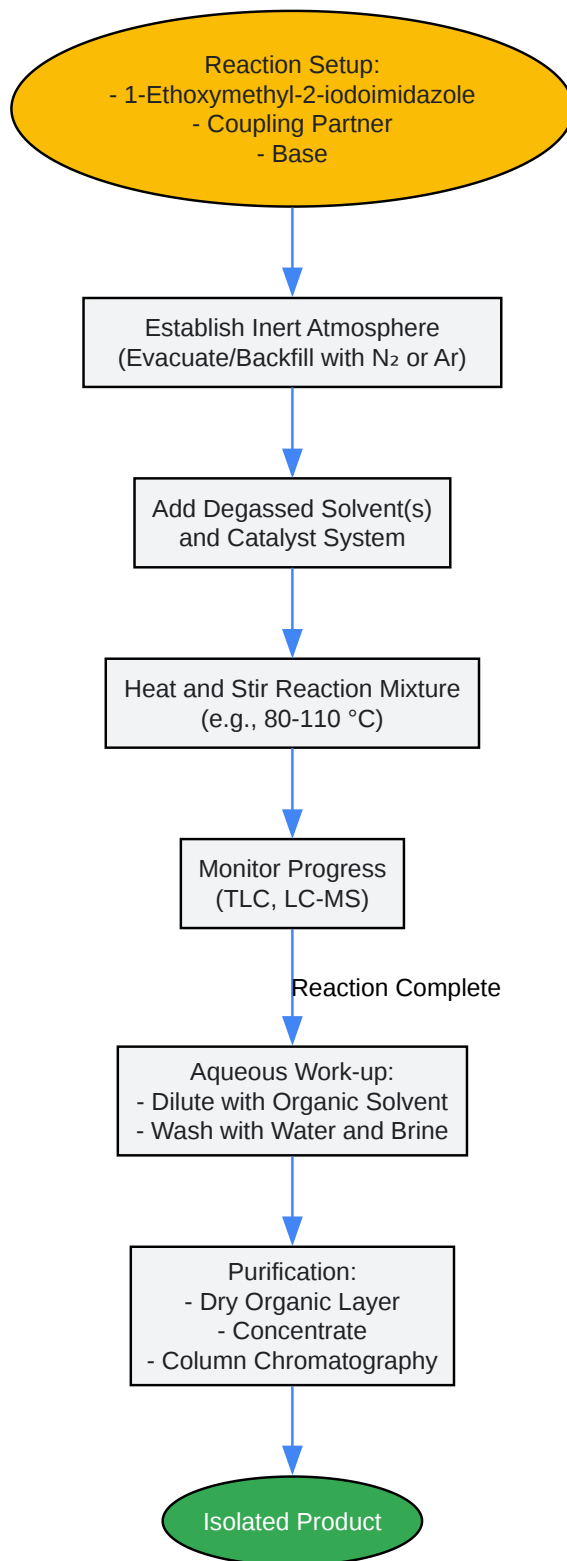 Reaction Setup:
- 1-Ethoxymethyl-2-iodoimidazole
- Coupling Partner
- Base
Establish Inert Atmosphere
(Evacuate/Backfill with N₂ or Ar)
Add Degassed Solvent(s)
and Catalyst System
Heat and Stir Reaction Mixture
(e.g., 80-110 °C)
Monitor Progress
(TLC, LC-MS)
Reaction Complete
Aqueous Work-up:
- Dilute with Organic Solvent
- Wash with Water and Brine
Purification:
- Dry Organic Layer
- Concentrate
- Column Chromatography
Isolated Product